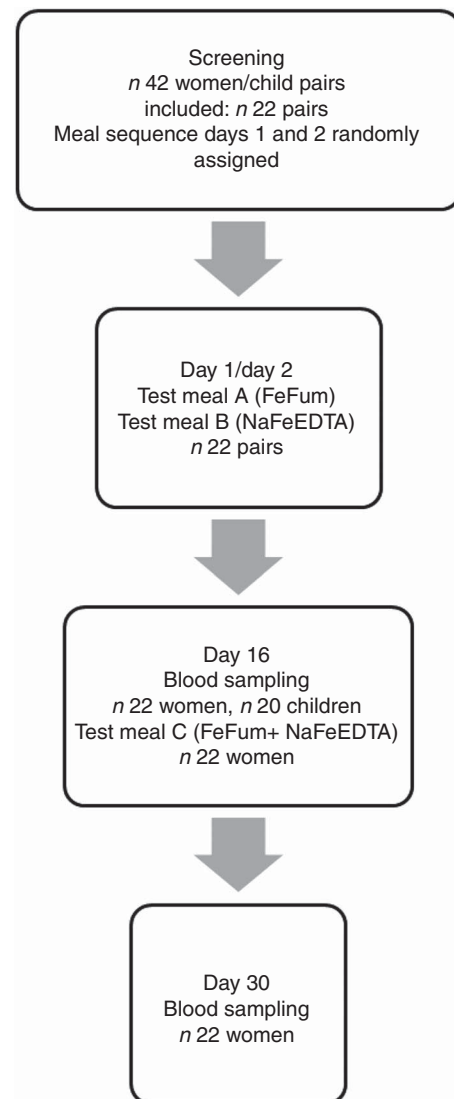 Screening
n 42 women/child pairs
included: n 22 pairs
Meal sequence days 1 and 2 randomly
assigned
Day 1/day 2
Test meal A (FeFum)
Test meal B (NaFeEDTA)
n 22 pairs
Day 16
Blood sampling
n 22 women, n 20 children
Test meal C (FeFum+ NaFeEDTA)
n 22 women
Day 30
Blood sampling
n 22 women